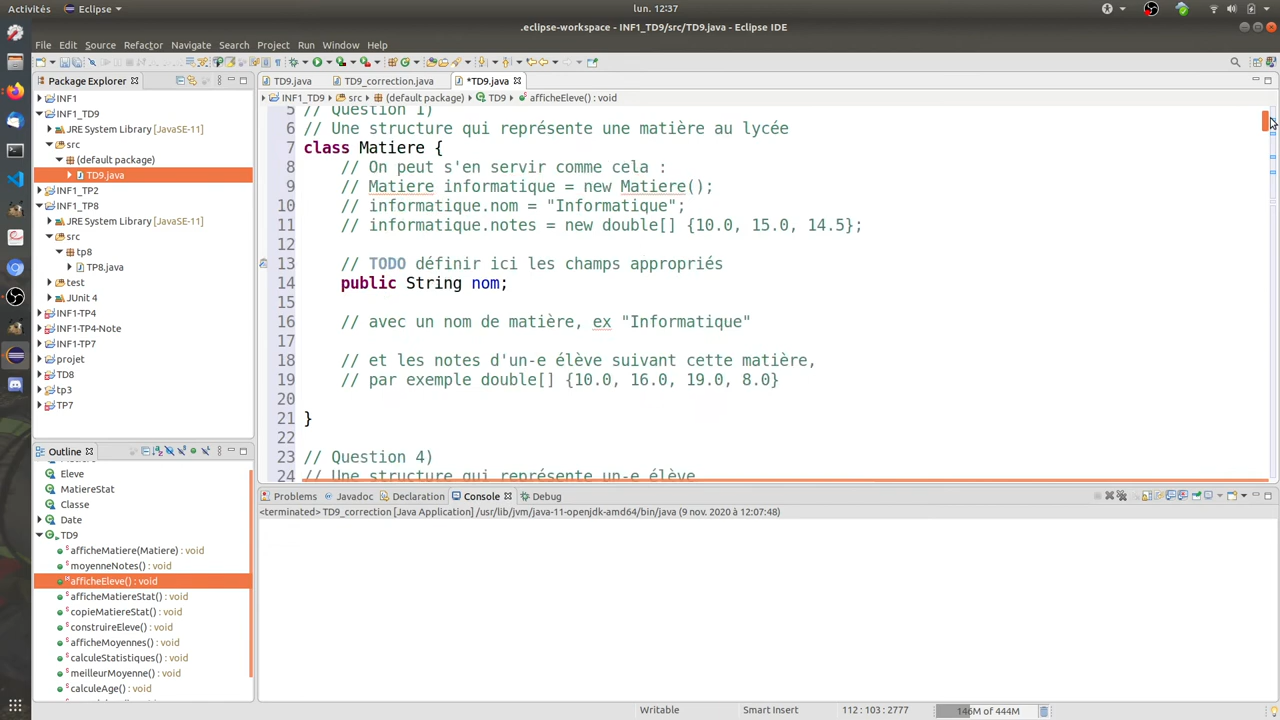 Activités
Eclipse
lun. 12:37
.eclipse-workspace - INF1_TD9/src/TD9.java - Eclipse IDE
File Edit Source Refactor Navigate Search Project Run Window Help
Package Explorer
INF1
INF1_TD9
JRE System Library [JavaSE-11]
src
(default package)
TD9.java
INF1_TP2
INF1_TP8
JRE System Library [JavaSE-11]
src
tp8
TP8.java
test
JUnit 4
INF1-TP4
INF1-TP4-Note
INF1-TP7
projet
TD8
tp3
TP7
Outline
Eleve
MatiereStat
Classe
Date
TD9
afficheMatiere(Matiere) : void
moyenneNotes() : void
afficheEleve() : void
afficheMatiereStat() : void
copieMatiereStat() : void
construireEleve() : void
afficheMoyennes() : void
calculeStatistiques() : void
meilleurMoyenne() : void
calculeAge() : void
TD9.java
TD9_correction.java
*TD9.java
INF1_TD9 src (default package) TD9 afficheEleve() : void
5 // Question 1)
6 // Une structure qui représente une matière au lycée
7 class Matiere {
8 // On peut s'en servir comme cela :
9 // Matiere informatique = new Matiere();
10 // informatique.nom = "Informatique";
11 // informatique.notes = new double[] {10.0, 15.0, 14.5};
12
13 // TODO définir ici les champs appropriés
14 public String nom;
15
16 // avec un nom de matière, ex "Informatique"
17
18 // et les notes d'un-e élève suivant cette matière,
19 // par exemple double[] {10.0, 16.0, 19.0, 8.0}
20
21 }
22
23 // Question 4)
24 // Une structure qui représente un-e élève
Problems Javadoc Declaration Console Debug
<terminated> TD9_correction [Java Application] /usr/lib/jvm/java-11-openjdk-amd64/bin/java (9 nov. 2020 à 12:07:48)
Writable
Smart Insert
112 : 103 : 2777
146M of 444M